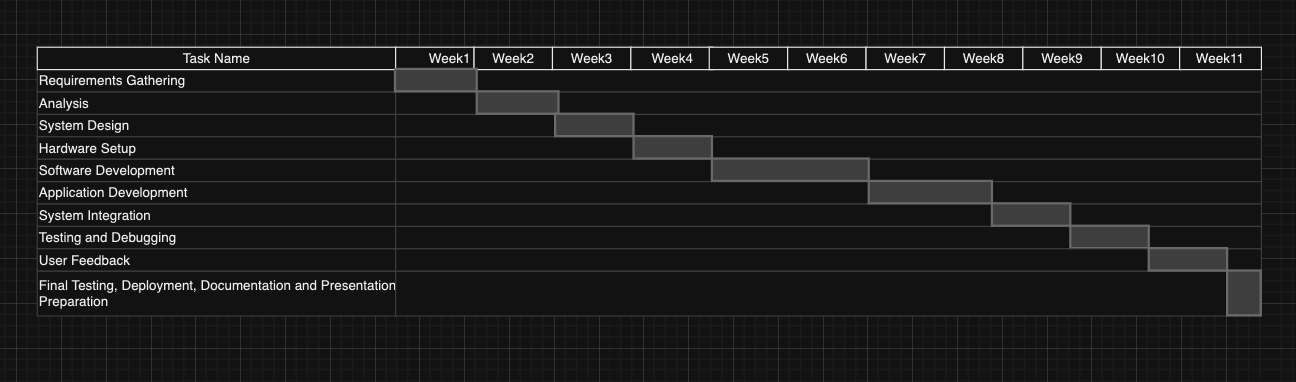 Task Name Week1 Week2 Week3 Week4 Week5 Week6 Week7 Week8 Week9 Week10 Week11
Requirements Gathering
Analysis
System Design
Hardware Setup
Software Development
Application Development
System Integration
Testing and Debugging
User Feedback
Final Testing, Deployment, Documentation and Presentation
Preparation